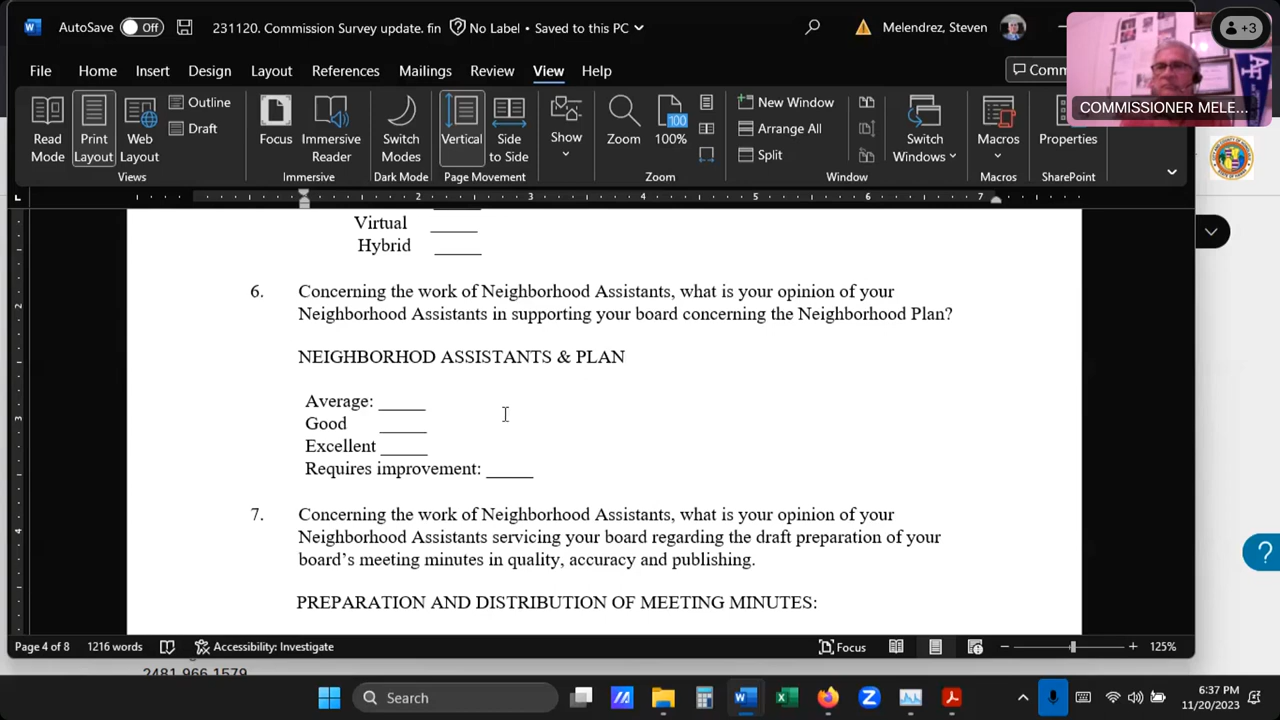 AutoSave Off 231120. Commission Survey update. fin No Label • Saved to this PC Melendrez, Steven +3
File Home Insert Design Layout References Mailings Review View Help Comm
COMMISSIONER MELE...
Read Mode
Print Layout
Web Layout
Outline
Draft
Views
Focus
Immersive Reader
Immersive
Switch Modes
Dark Mode
Vertical
Side to Side
Page Movement
Show
Zoom
100
100%
Zoom
New Window
Arrange All
Split
Switch Windows
Window
Macros
Macros
Properties
SharePoint
Virtual _____
Hybrid _____
6. Concerning the work of Neighborhood Assistants, what is your opinion of your
Neighborhood Assistants in supporting your board concerning the Neighborhood Plan?
NEIGHBORHOD ASSISTANTS & PLAN
Average: _____
Good _____
Excellent _____
Requires improvement: _____
7. Concerning the work of Neighborhood Assistants, what is your opinion of your
Neighborhood Assistants servicing your board regarding the draft preparation of your
board's meeting minutes in quality, accuracy and publishing.
PREPARATION AND DISTRIBUTION OF MEETING MINUTES:
Page 4 of 8 1216 words Accessibility: Investigate Focus 125%
2481 966 1579
Search
6:37 PM
11/20/2023